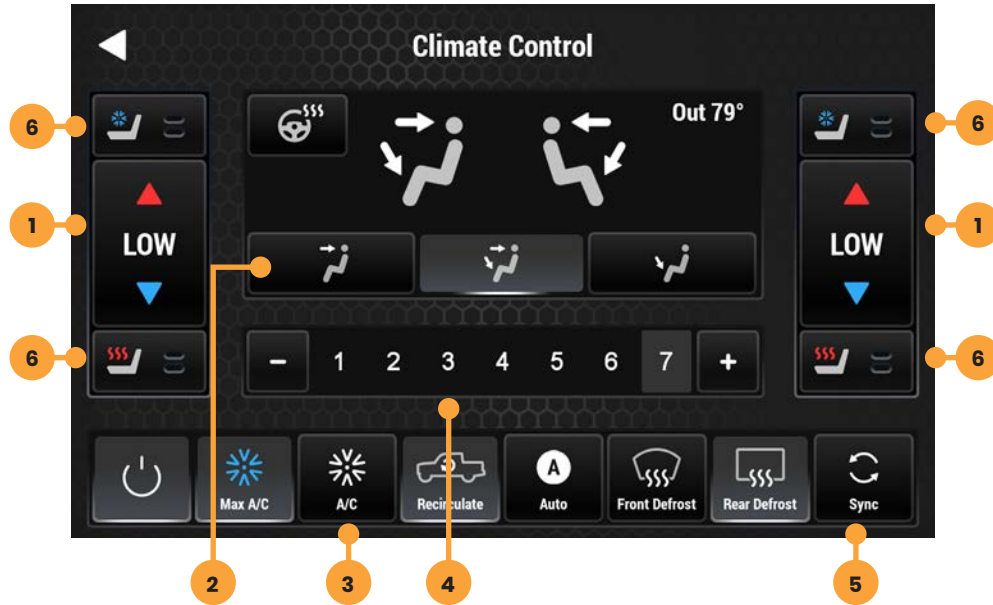 Climate Control
Out 79°
6
6
1
LOW
LOW
1
6
6
− 1 2 3 4 5 6 7 +
A
Max A/C
A/C
Recirculate
Auto
Front Defrost
Rear Defrost
Sync
2
3
4
5